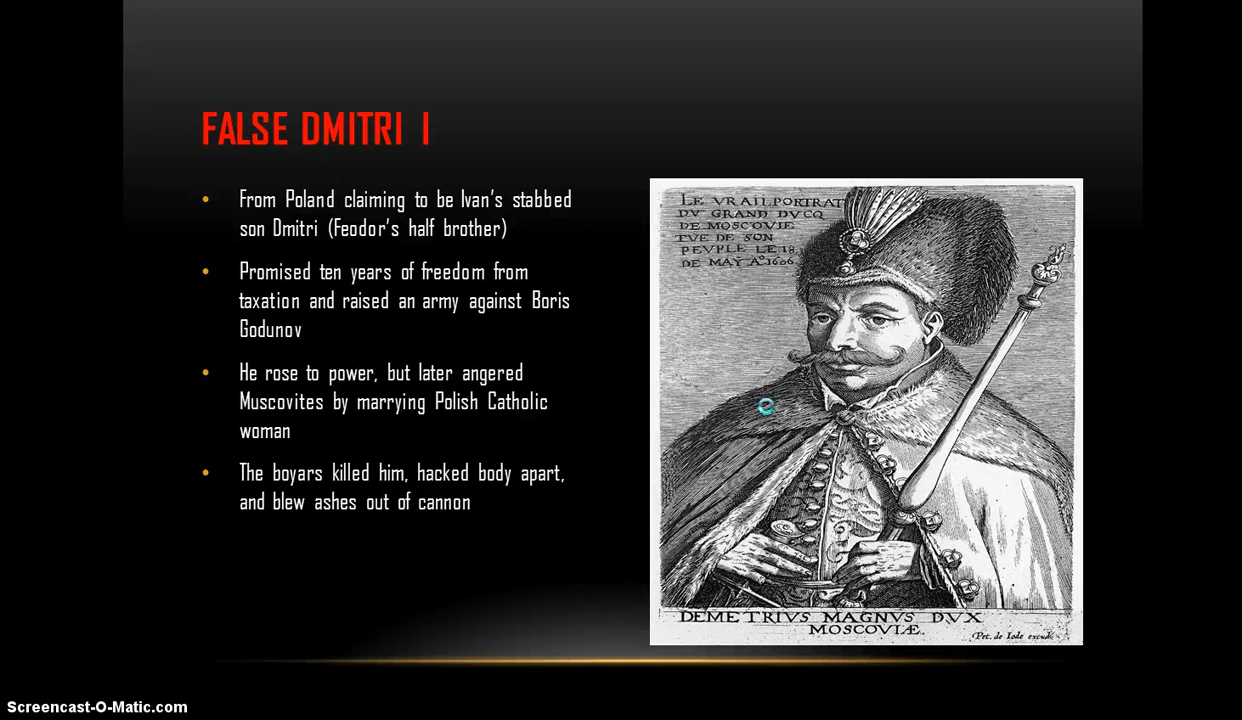 FALSE DMITRI I
• From Poland claiming to be Ivan's stabbed
son Dmitri (Feodor's half brother)
• Promised ten years of freedom from
taxation and raised an army against Boris
Godunov
• He rose to power, but later angered
Muscovites by marrying Polish Catholic
woman
• The boyars killed him, hacked body apart,
and blew ashes out of cannon
LE VRAII PORTRAT
DV GRAND DVCQ
DE MOSCOVIE
TVE DE SON
PEVPLE LE 18.
DE MAY Aº 1606.
DEMETRIVS MAGNVS DVX
MOSCOVIÆ.
Pet. de Iode excud.
Screencast-O-Matic.com